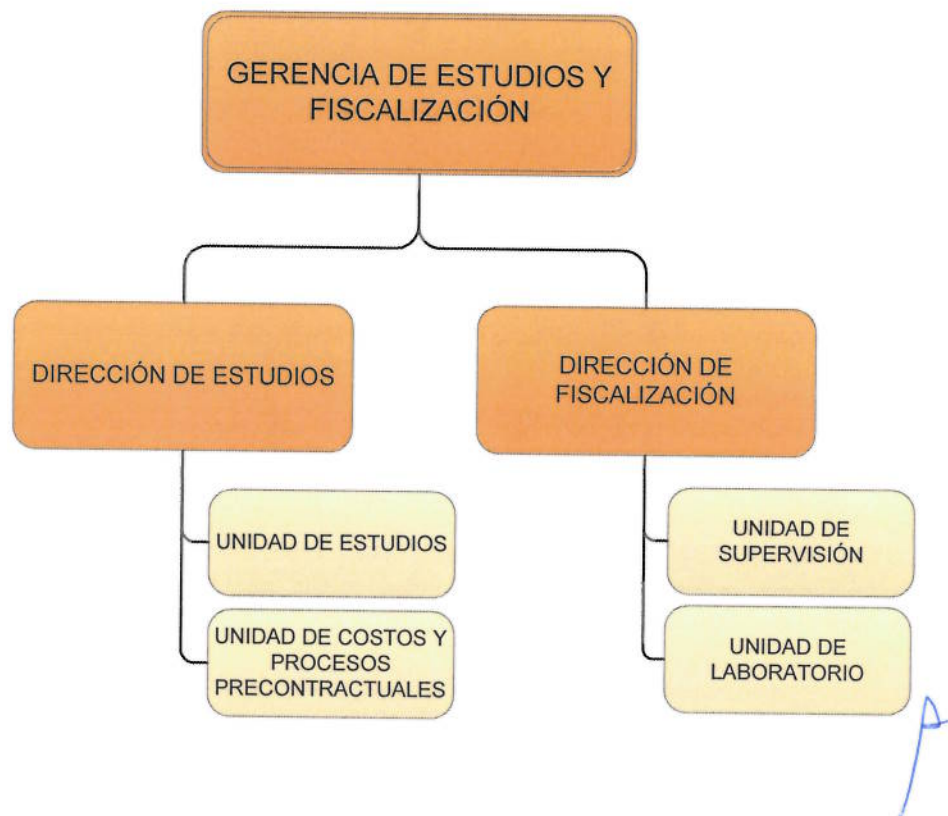 GERENCIA DE ESTUDIOS Y
FISCALIZACIÓN
DIRECCIÓN DE ESTUDIOS
DIRECCIÓN DE
FISCALIZACIÓN
UNIDAD DE ESTUDIOS
UNIDAD DE COSTOS Y
PROCESOS
PRECONTRACTUALES
UNIDAD DE
SUPERVISIÓN
UNIDAD DE
LABORATORIO